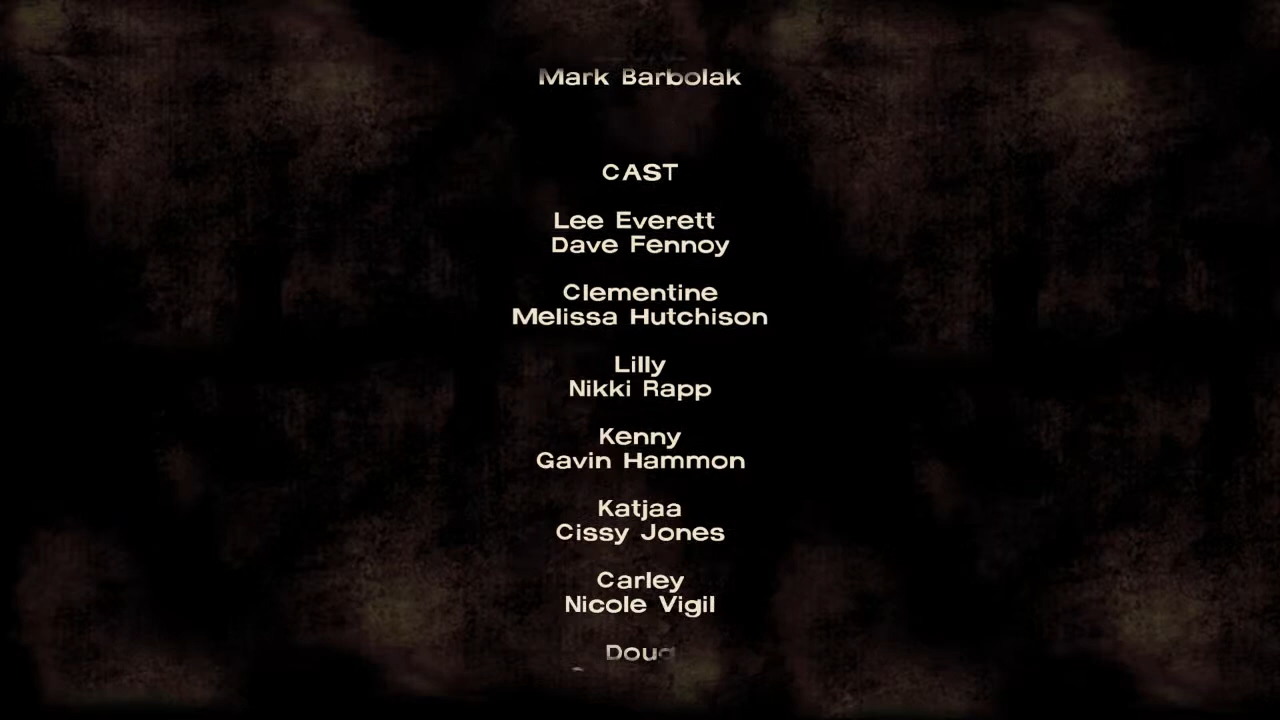 Mark Barbolak
CAST
Lee Everett
Dave Fennoy
Clementine
Melissa Hutchison
Lilly
Nikki Rapp
Kenny
Gavin Hammon
Katjaa
Cissy Jones
Carley
Nicole Vigil
Doug